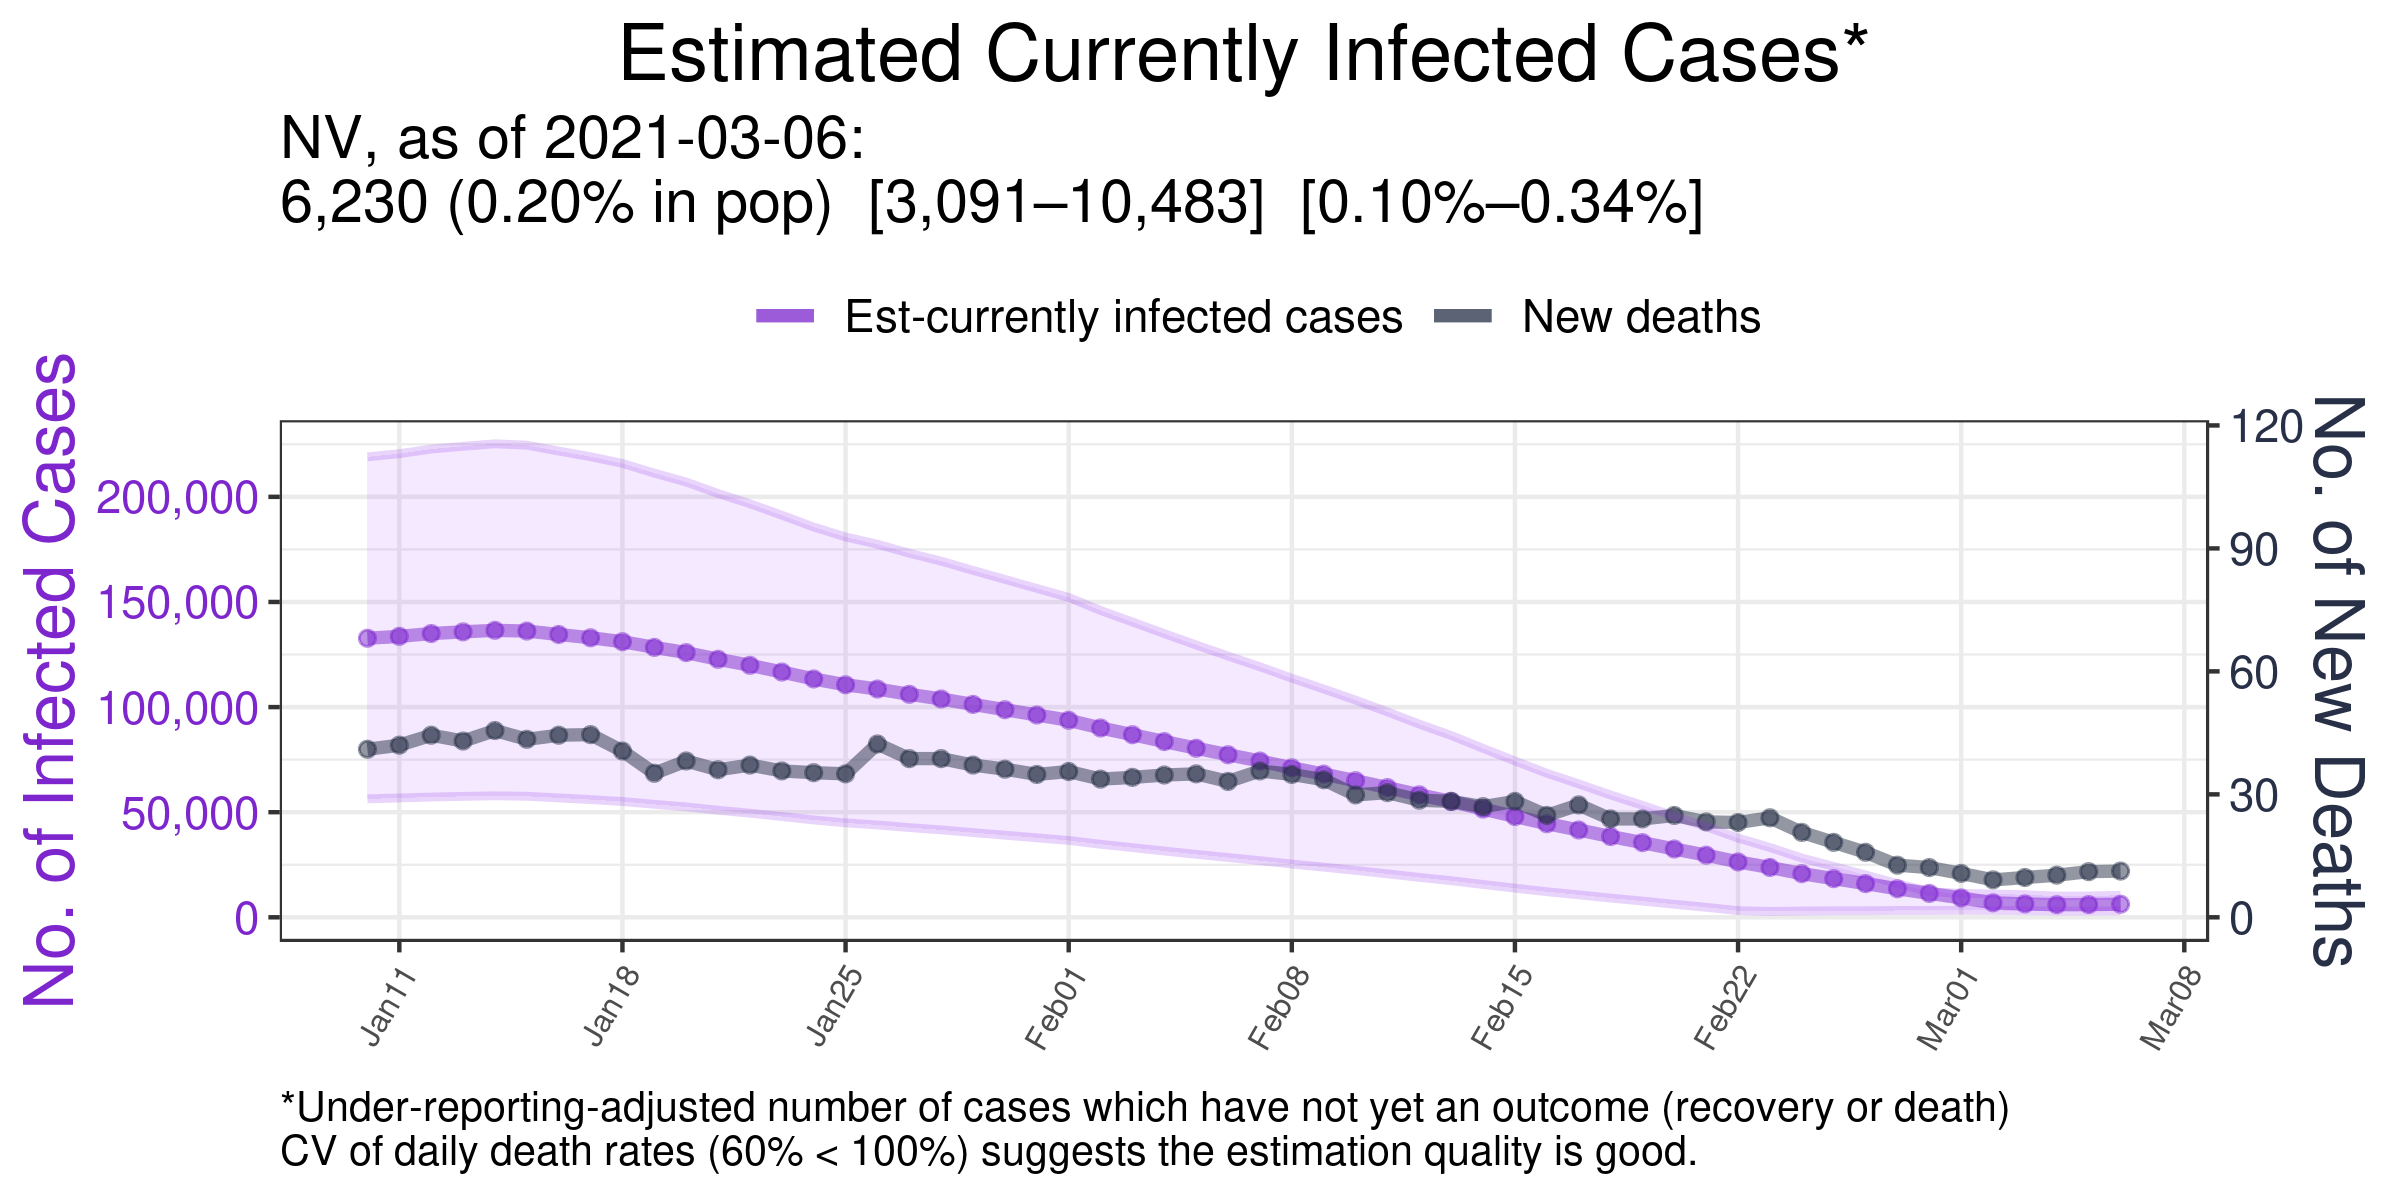 Estimated Currently Infected Cases*
NV, as of 2021-03-06:
6,230 (0.20% in pop)  [3,091–10,483]  [0.10%–0.34%]
Est-currently infected cases
New deaths
No. of Infected Cases
200,000
150,000
100,000
50,000
0
120
90
60
30
0
No. of New Deaths
Jan11
Jan18
Jan25
Feb01
Feb08
Feb15
Feb22
Mar01
Mar08
*Under-reporting-adjusted number of cases which have not yet an outcome (recovery or death)
CV of daily death rates (60% < 100%) suggests the estimation quality is good.